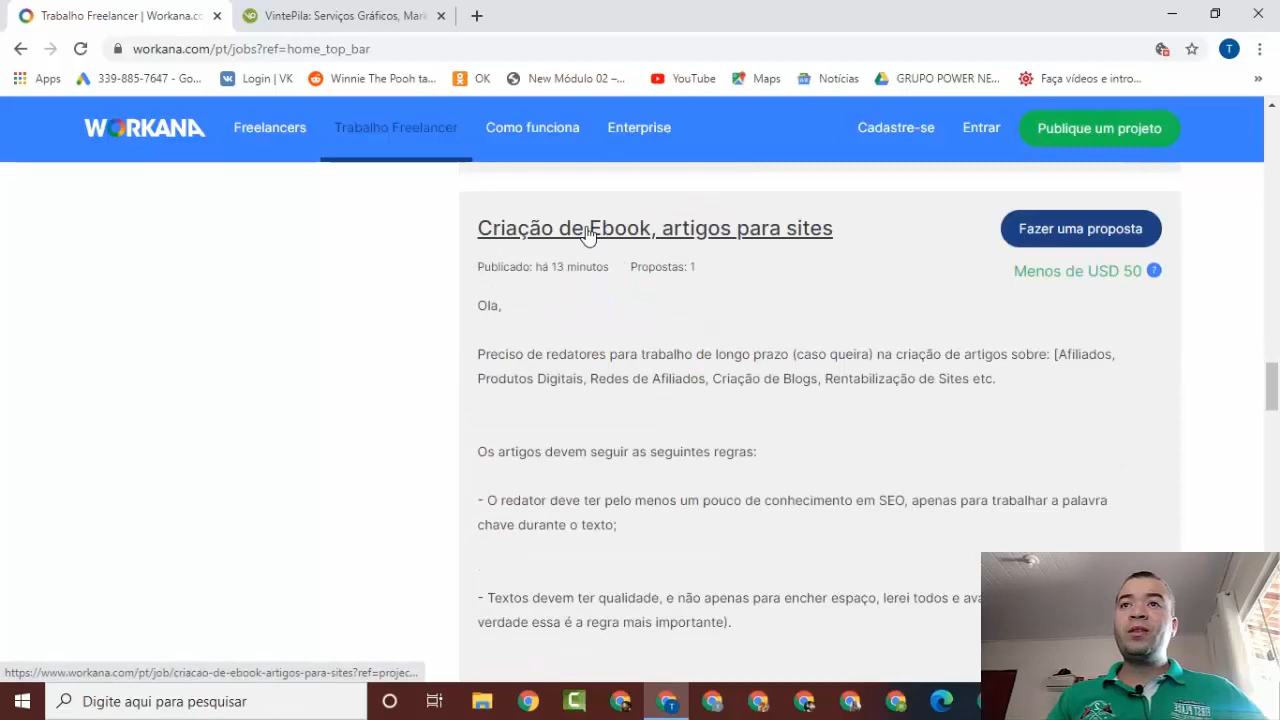 Trabalho Freelancer | Workana.co
VintePila: Serviços Gráficos, Mark
workana.com/pt/jobs?ref=home_top_bar
T
Apps
339-885-7647 - Go...
Login | VK
Winnie The Pooh ta...
OK
New Módulo 02 –...
YouTube
Maps
Notícias
GRUPO POWER NE...
Faça vídeos e intro...
»
WORKANA
Freelancers
Trabalho Freelancer
Como funciona
Enterprise
Cadastre-se
Entrar
Publique um projeto
Criação de Ebook, artigos para sites
Fazer uma proposta
Publicado: há 13 minutos
Propostas: 1
Menos de USD 50 ?
Ola,
Preciso de redatores para trabalho de longo prazo (caso queira) na criação de artigos sobre: [Afiliados,
Produtos Digitais, Redes de Afiliados, Criação de Blogs, Rentabilização de Sites etc.
Os artigos devem seguir as seguintes regras:
- O redator deve ter pelo menos um pouco de conhecimento em SEO, apenas para trabalhar a palavra
chave durante o texto;
.
- Textos devem ter qualidade, e não apenas para encher espaço, lerei todos e ava
verdade essa é a regra mais importante).
https://www.workana.com/pt/job/criacao-de-ebook-artigos-para-sites?ref=projec...
Digite aqui para pesquisar